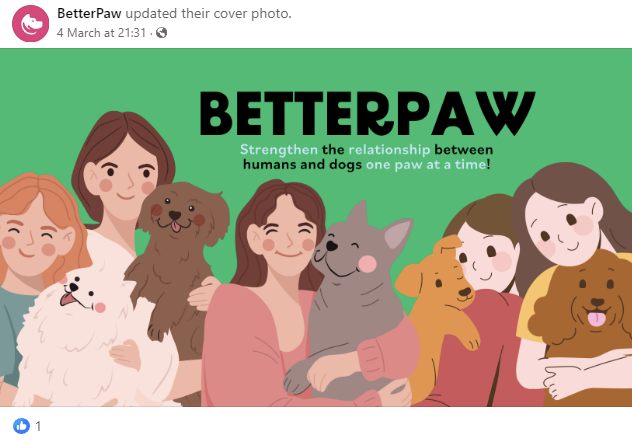 BetterPaw updated their cover photo.
4 March at 21:31 ·
BETTERPAW
Strengthen the relationship between
humans and dogs one paw at a time!
1